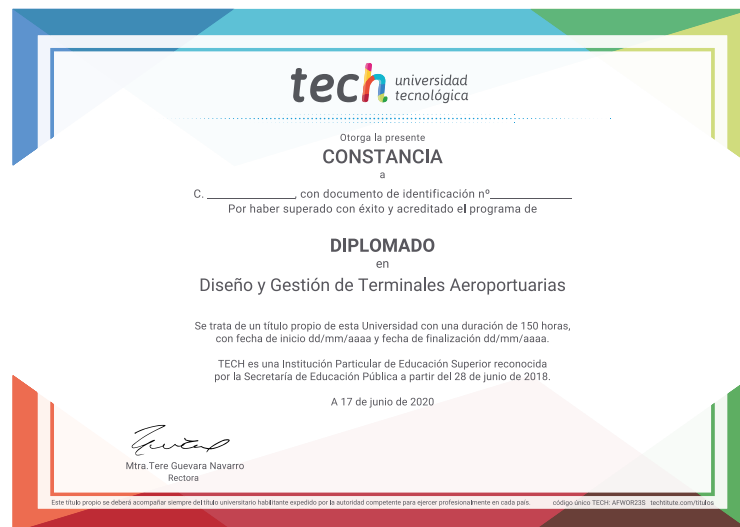 tech universidad
tecnológica
Otorga la presente
CONSTANCIA
a
C. ______________, con documento de identificación nº______________
Por haber superado con éxito y acreditado el programa de
DIPLOMADO
en
Diseño y Gestión de Terminales Aeroportuarias
Se trata de un título propio de esta Universidad con una duración de 150 horas,
con fecha de inicio dd/mm/aaaa y fecha de finalización dd/mm/aaaa.
TECH es una Institución Particular de Educación Superior reconocida
por la Secretaría de Educación Pública a partir del 28 de junio de 2018.
A 17 de junio de 2020
Mtra.Tere Guevara Navarro
Rectora
Este título propio se deberá acompañar siempre del título universitario habilitante expedido por la autoridad competente para ejercer profesionalmente en cada país. código único TECH: AFWOR235 techtitute.com/titulos